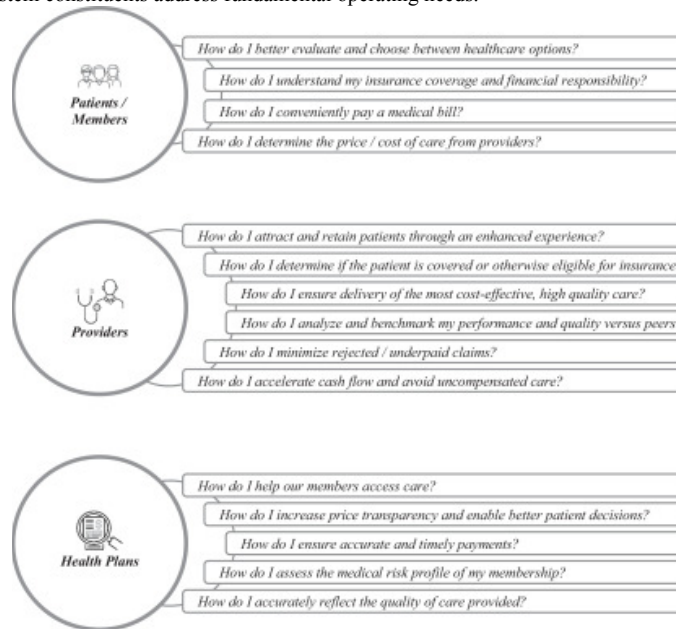 stem constituents address fundamental operating needs:
How do I better evaluate and choose between healthcare options?
How do I understand my insurance coverage and financial responsibility?
How do I conveniently pay a medical bill?
How do I determine the price / cost of care from providers?
Patients /
Members
How do I attract and retain patients through an enhanced experience?
How do I determine if the patient is covered or otherwise eligible for insurance
How do I ensure delivery of the most cost-effective, high quality care?
How do I analyze and benchmark my performance and quality versus peers
How do I minimize rejected / underpaid claims?
How do I accelerate cash flow and avoid uncompensated care?
Providers
How do I help our members access care?
How do I increase price transparency and enable better patient decisions?
How do I ensure accurate and timely payments?
How do I assess the medical risk profile of my membership?
How do I accurately reflect the quality of care provided?
Health Plans